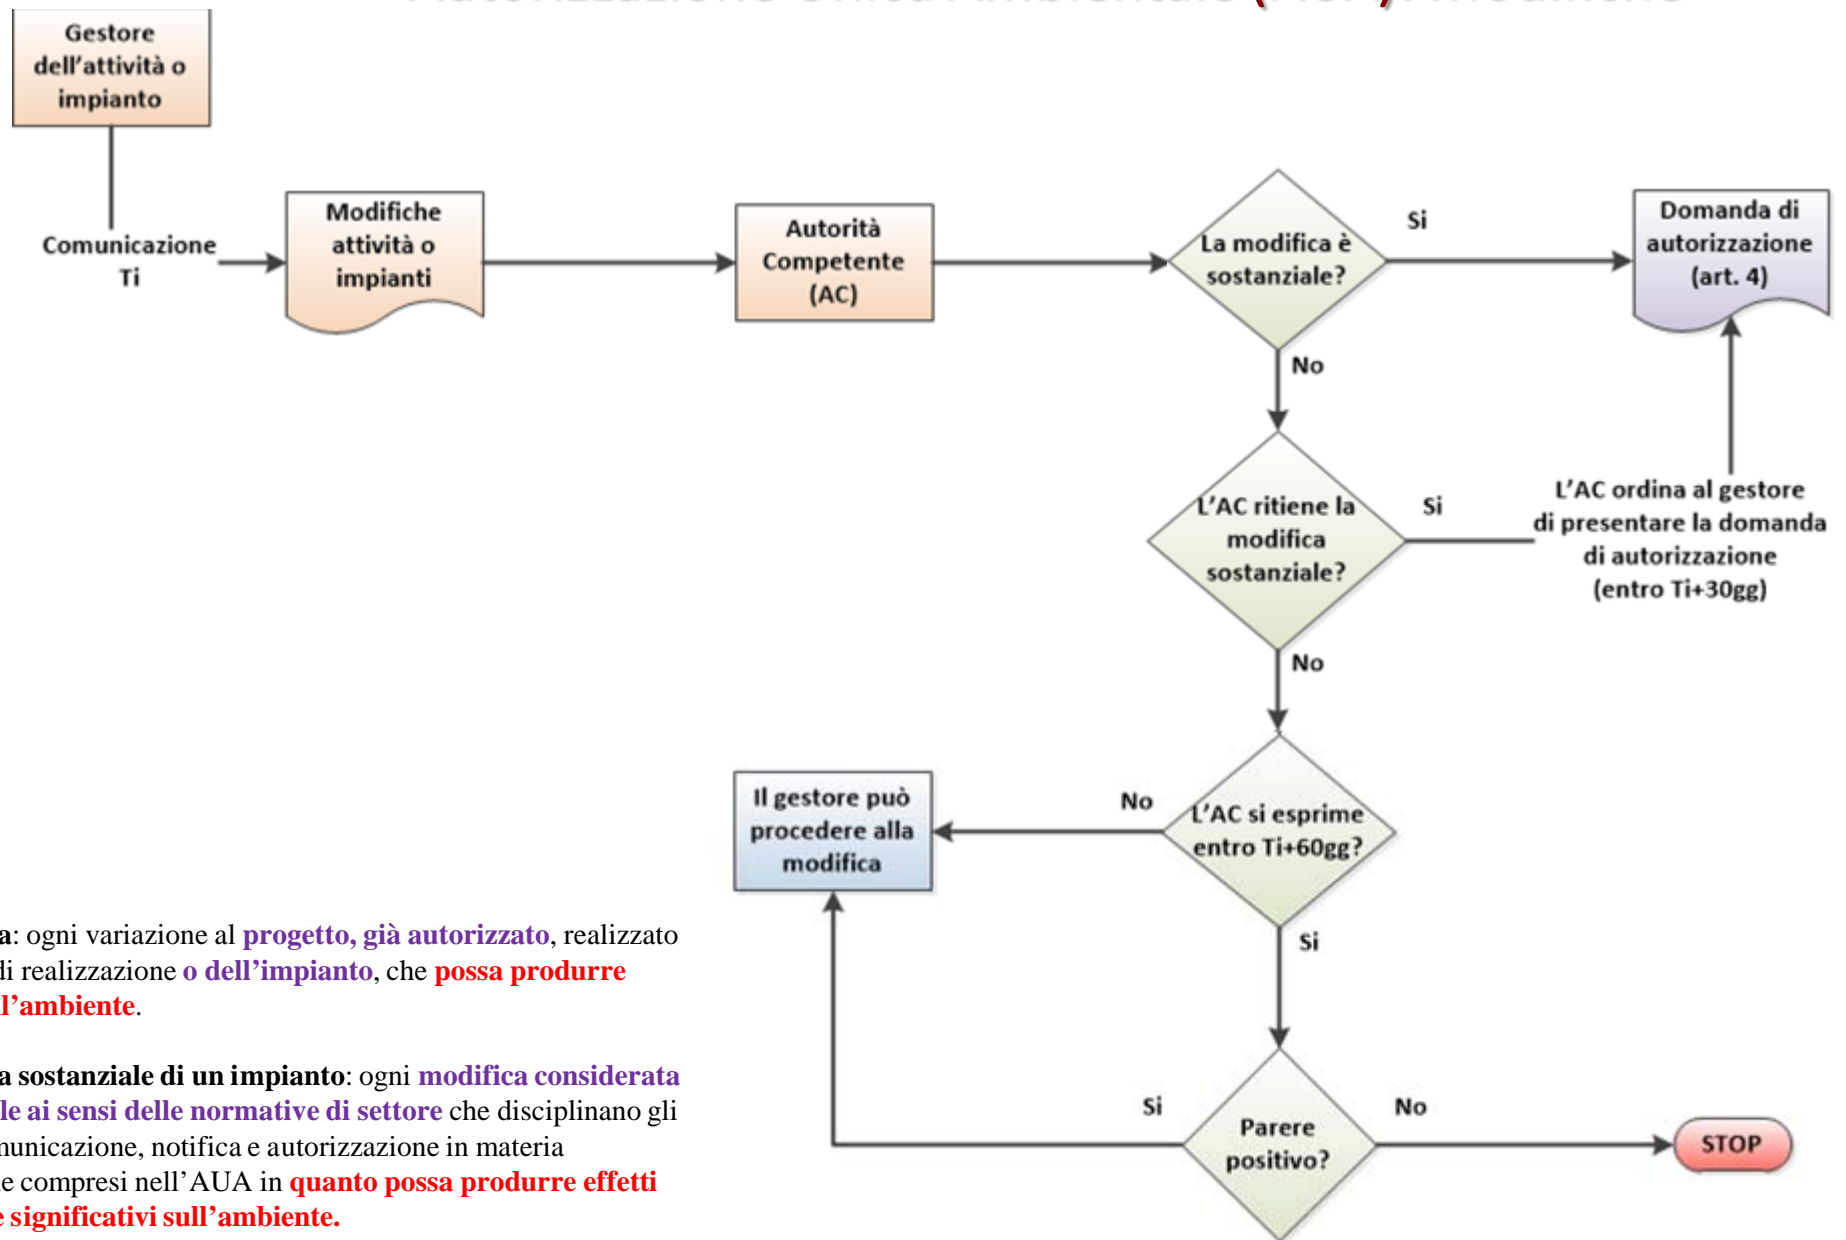 Gestore
dell'attività o
impianto
Comunicazione
Ti
Modifiche
attività o
impianti
Autorità
Competente
(AC)
La modifica è
sostanziale?
Si
Domanda di
autorizzazione
(art. 4)
No
L'AC ritiene la
modifica
sostanziale?
Si
L'AC ordina al gestore
di presentare la domanda
di autorizzazione
(entro Ti+30gg)
No
Il gestore può
procedere alla
modifica
No
L'AC si esprime
entro Ti+60gg?
Si
Si
Parere
positivo?
No
STOP
: ogni variazione al progetto, già autorizzato, realizzato
di realizzazione o dell'impianto, che possa produrre
ll'ambiente.
sostanziale di un impianto: ogni modifica considerata
le ai sensi delle normative di settore che disciplinano gli
municazione, notifica e autorizzazione in materia
compresi nell'AUA in quanto possa produrre effetti
significativi sull'ambiente.